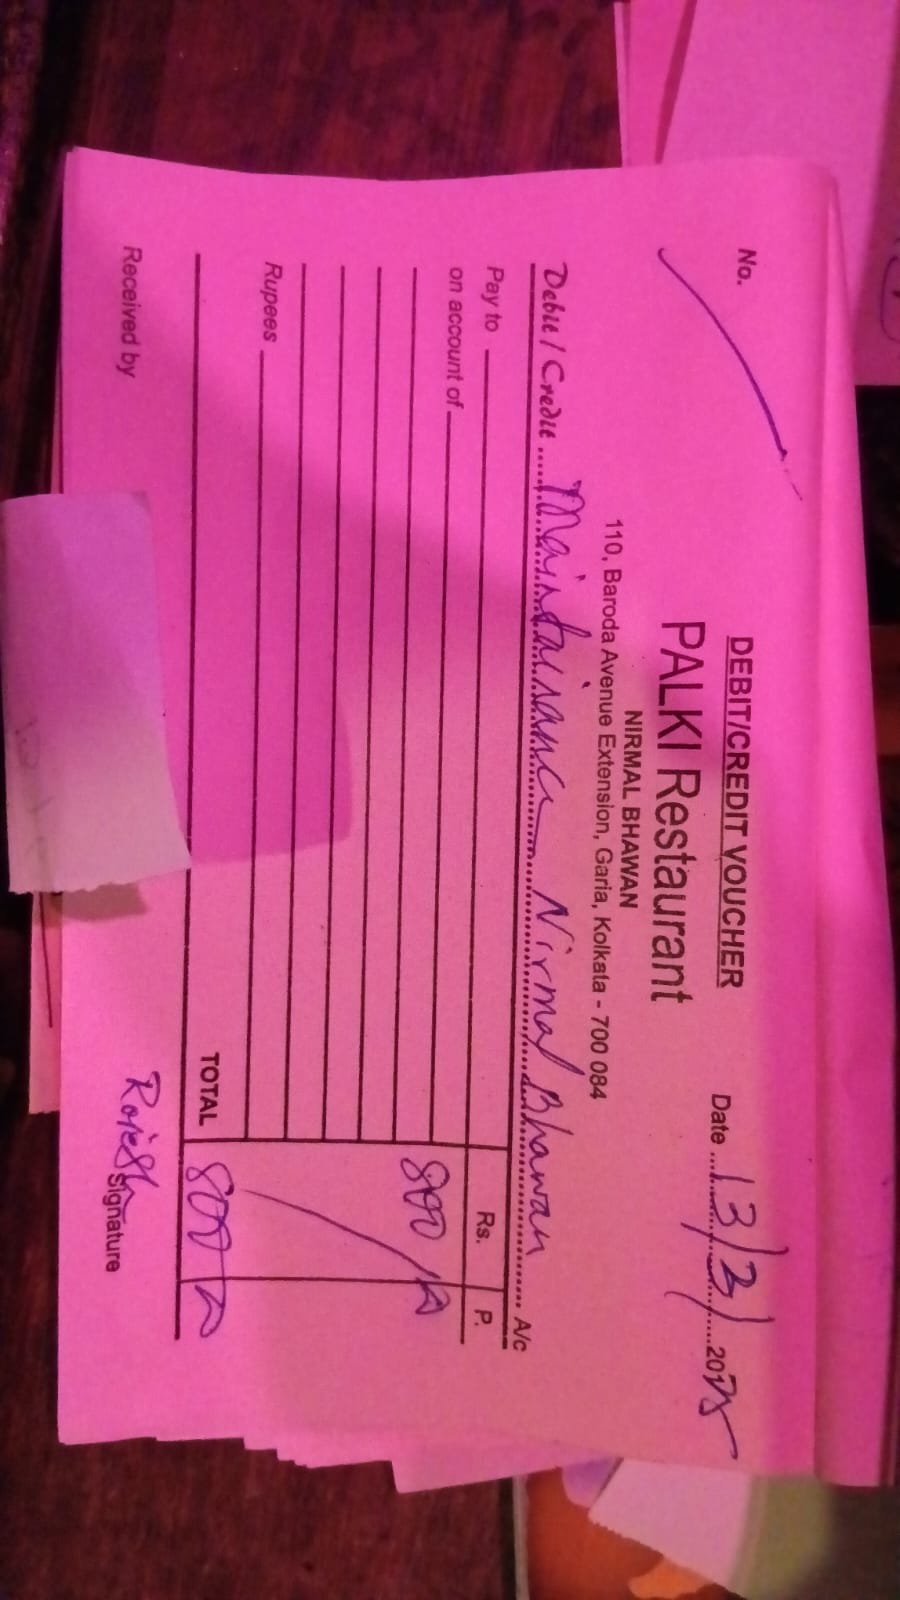 DEBIT/CREDIT VOUCHER
No. Date 13/3/2025
PALKI Restaurant
NIRMAL BHAWAN
110, Baroda Avenue Extension, Garia, Kolkata - 700 084
Debit / Credit Maintainance Nirmal Bhawan A/c
Pay to Rs. P.
on account of
800/-
Rupees
TOTAL 800/-
Rajesh
Received by Signature